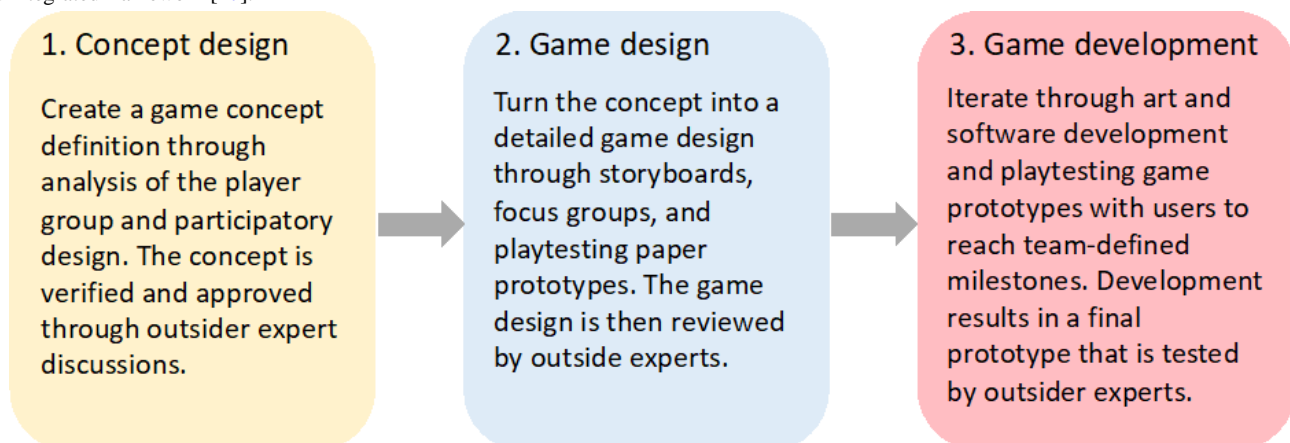 1. Concept design
Create a game concept
definition through
analysis of the player
group and participatory
design. The concept is
verified and approved
through outsider expert
discussions.
2. Game design
Turn the concept into a
detailed game design
through storyboards,
focus groups, and
playtesting paper
prototypes. The game
design is then reviewed
by outside experts.
3. Game development
Iterate through art and
software development
and playtesting game
prototypes with users to
reach team-defined
milestones. Development
results in a final
prototype that is tested
by outsider experts.